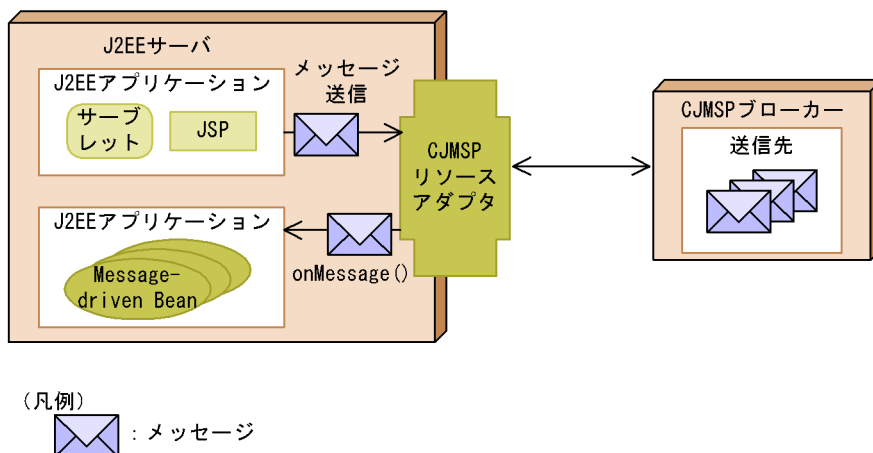 J2EEサーバ
J2EEアプリケーション
サーブ
レット
JSP
メッセージ
送信
CJMSP
リソース
アダプタ
J2EEアプリケーション
Message-
driven Bean
onMessage()
CJMSPブローカー
送信先
(凡例)
:メッセージ